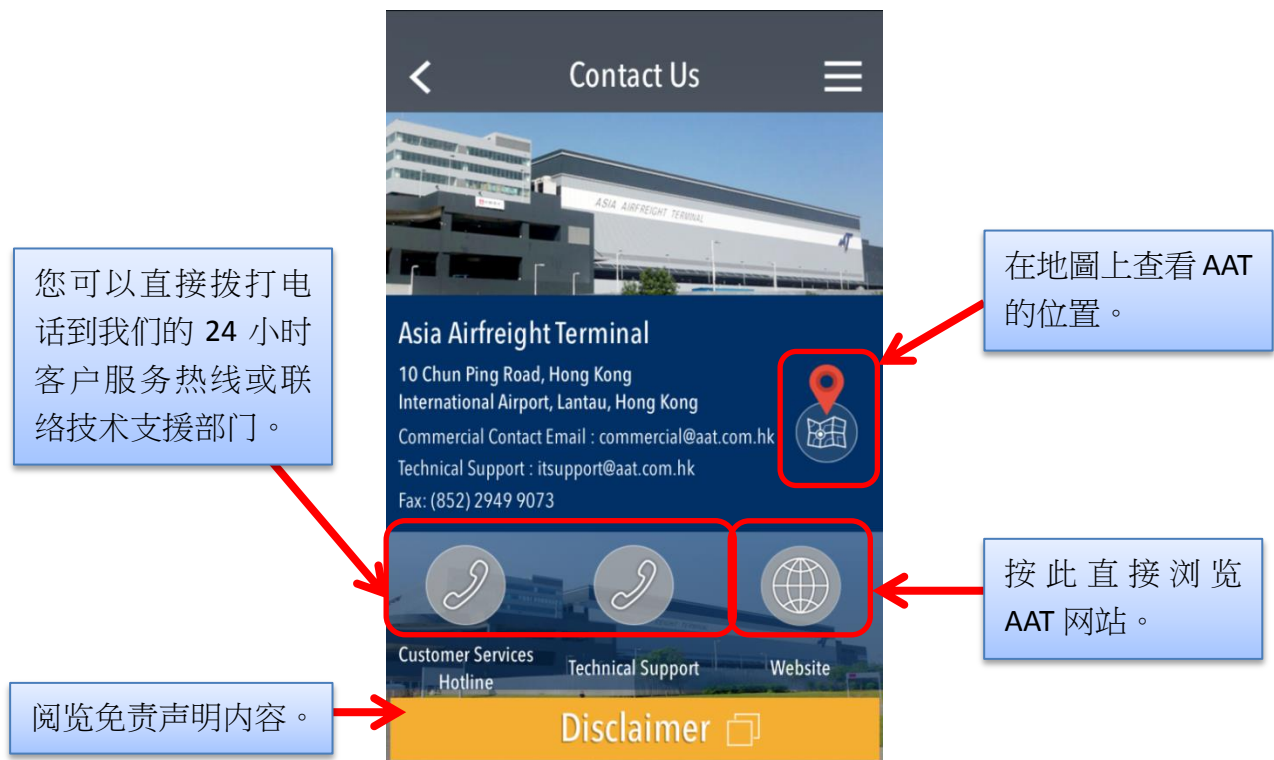 Contact Us
ASIA AIRFREIGHT TERMINAL
您可以直接拨打电
话到我们的 24 小时
客户服务热线或联
络技术支援部门。
在地圖上查看 AAT
的位置。
Asia Airfreight Terminal
10 Chun Ping Road, Hong Kong
International Airport, Lantau, Hong Kong
Commercial Contact Email : commercial@aat.com.hk
Technical Support : itsupport@aat.com.hk
Fax: (852) 2949 9073
按此直接浏览
AAT 网站。
Customer Services
Hotline
Technical Support
Website
阅览免责声明内容。
Disclaimer